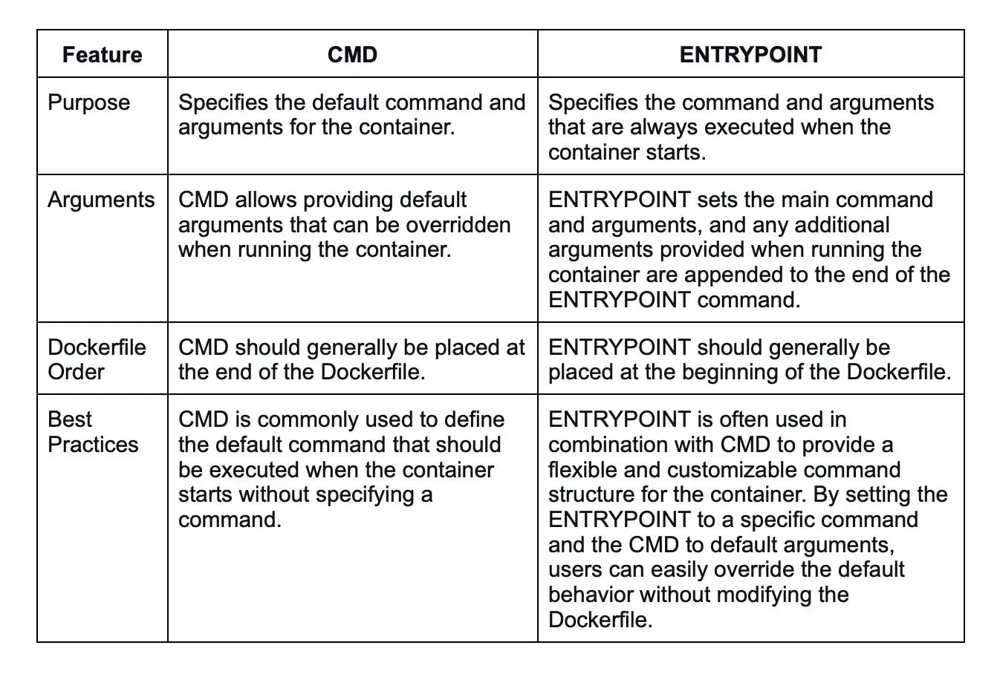 Feature
CMD
ENTRYPOINT
Purpose
Specifies the default command and
arguments for the container.
Specifies the command and arguments
that are always executed when the
container starts.
Arguments
CMD allows providing default
arguments that can be overridden
when running the container.
ENTRYPOINT sets the main command
and arguments, and any additional
arguments provided when running the
container are appended to the end of the
ENTRYPOINT command.
Dockerfile
Order
CMD should generally be placed at
the end of the Dockerfile.
ENTRYPOINT should generally be
placed at the beginning of the Dockerfile.
Best
Practices
CMD is commonly used to define
the default command that should
be executed when the container
starts without specifying a
command.
ENTRYPOINT is often used in
combination with CMD to provide a
flexible and customizable command
structure for the container. By setting the
ENTRYPOINT to a specific command
and the CMD to default arguments,
users can easily override the default
behavior without modifying the
Dockerfile.